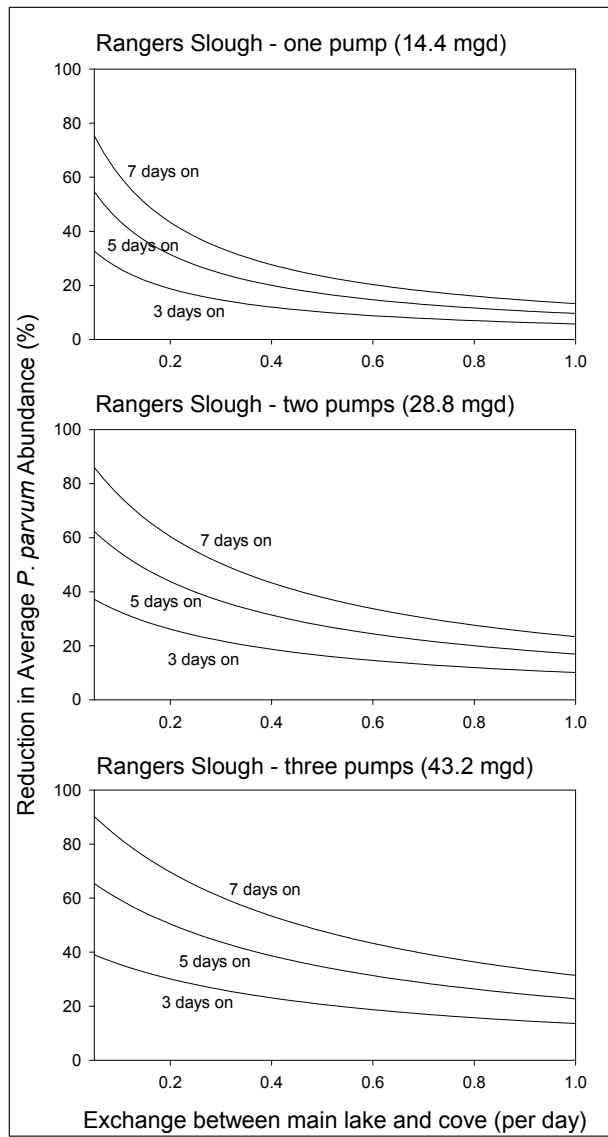 Rangers Slough - one pump (14.4 mgd)
100
80
60
40
20
0
7 days on
5 days on
3 days on
0.2
0.4
0.6
0.8
1.0
Rangers Slough - two pumps (28.8 mgd)
100
80
60
40
20
0
7 days on
5 days on
3 days on
0.2
0.4
0.6
0.8
1.0
Rangers Slough - three pumps (43.2 mgd)
100
80
60
40
20
0
7 days on
5 days on
3 days on
0.2
0.4
0.6
0.8
1.0
Reduction in Average P. parvum Abundance (%)
Exchange between main lake and cove (per day)